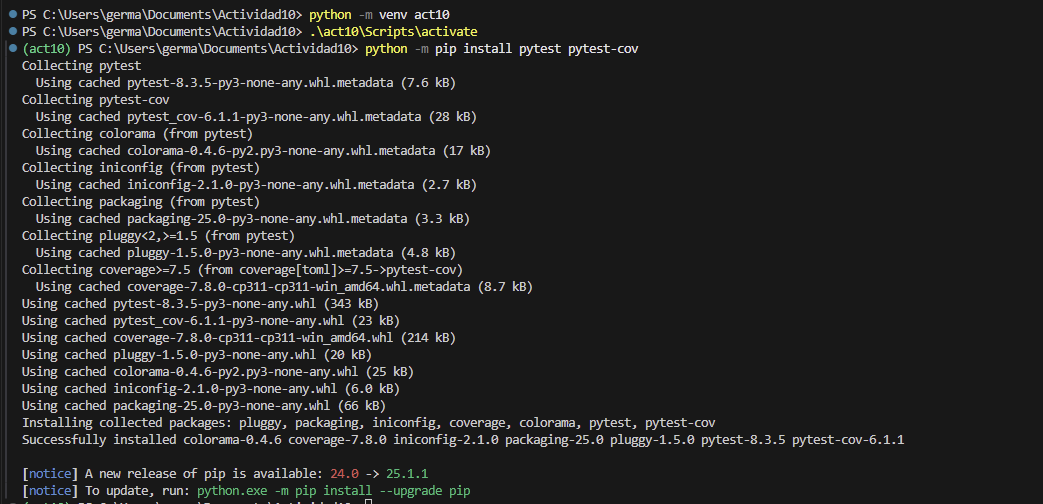 PS C:\Users\germa\Documents\Actividad10> python -m venv act10
PS C:\Users\germa\Documents\Actividad10> .\act10\Scripts\activate
(act10) PS C:\Users\germa\Documents\Actividad10> python -m pip install pytest pytest-cov
Collecting pytest
  Using cached pytest-8.3.5-py3-none-any.whl.metadata (7.6 kB)
Collecting pytest-cov
  Using cached pytest_cov-6.1.1-py3-none-any.whl.metadata (28 kB)
Collecting colorama (from pytest)
  Using cached colorama-0.4.6-py2.py3-none-any.whl.metadata (17 kB)
Collecting iniconfig (from pytest)
  Using cached iniconfig-2.1.0-py3-none-any.whl.metadata (2.7 kB)
Collecting packaging (from pytest)
  Using cached packaging-25.0-py3-none-any.whl.metadata (3.3 kB)
Collecting pluggy<2,>=1.5 (from pytest)
  Using cached pluggy-1.5.0-py3-none-any.whl.metadata (4.8 kB)
Collecting coverage>=7.5 (from coverage[toml]>=7.5->pytest-cov)
  Using cached coverage-7.8.0-cp311-cp311-win_amd64.whl.metadata (8.7 kB)
Using cached pytest-8.3.5-py3-none-any.whl (343 kB)
Using cached pytest_cov-6.1.1-py3-none-any.whl (23 kB)
Using cached coverage-7.8.0-cp311-cp311-win_amd64.whl (214 kB)
Using cached pluggy-1.5.0-py3-none-any.whl (20 kB)
Using cached colorama-0.4.6-py2.py3-none-any.whl (25 kB)
Using cached iniconfig-2.1.0-py3-none-any.whl (6.0 kB)
Using cached packaging-25.0-py3-none-any.whl (66 kB)
Installing collected packages: pluggy, packaging, iniconfig, coverage, colorama, pytest, pytest-cov
Successfully installed colorama-0.4.6 coverage-7.8.0 iniconfig-2.1.0 packaging-25.0 pluggy-1.5.0 pytest-8.3.5 pytest-cov-6.1.1
[notice] A new release of pip is available: 24.0 -> 25.1.1
[notice] To update, run: python.exe -m pip install --upgrade pip